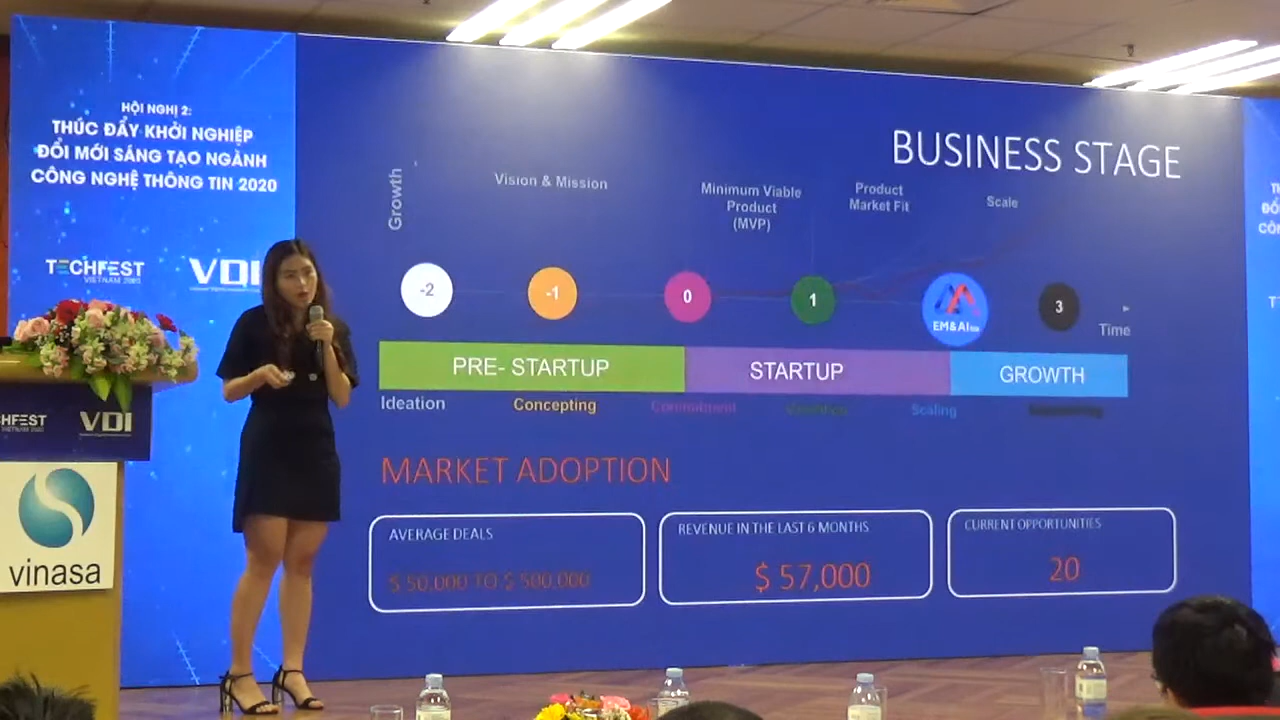 HỘI NGHỊ 2:
THÚC ĐẨY KHỞI NGHIỆP
ĐỔI MỚI SÁNG TẠO NGÀNH
CÔNG NGHỆ THÔNG TIN 2020
TECHFEST
VDI
BUSINESS STAGE
Growth
Vision & Mission
Minimum Viable
Product
(MVP)
Product
Market Fit
Scale
-2
-1
0
1
EM&AI
3
Time
PRE- STARTUP
STARTUP
GROWTH
Ideation
Concepting
Commitment
Validation
Scaling
MARKET ADOPTION
AVERAGE DEALS
$ 50,000 TO $ 500,000
REVENUE IN THE LAST 6 MONTHS
$ 57,000
CURRENT OPPORTUNITIES
20
HFEST
VDI
vinasa